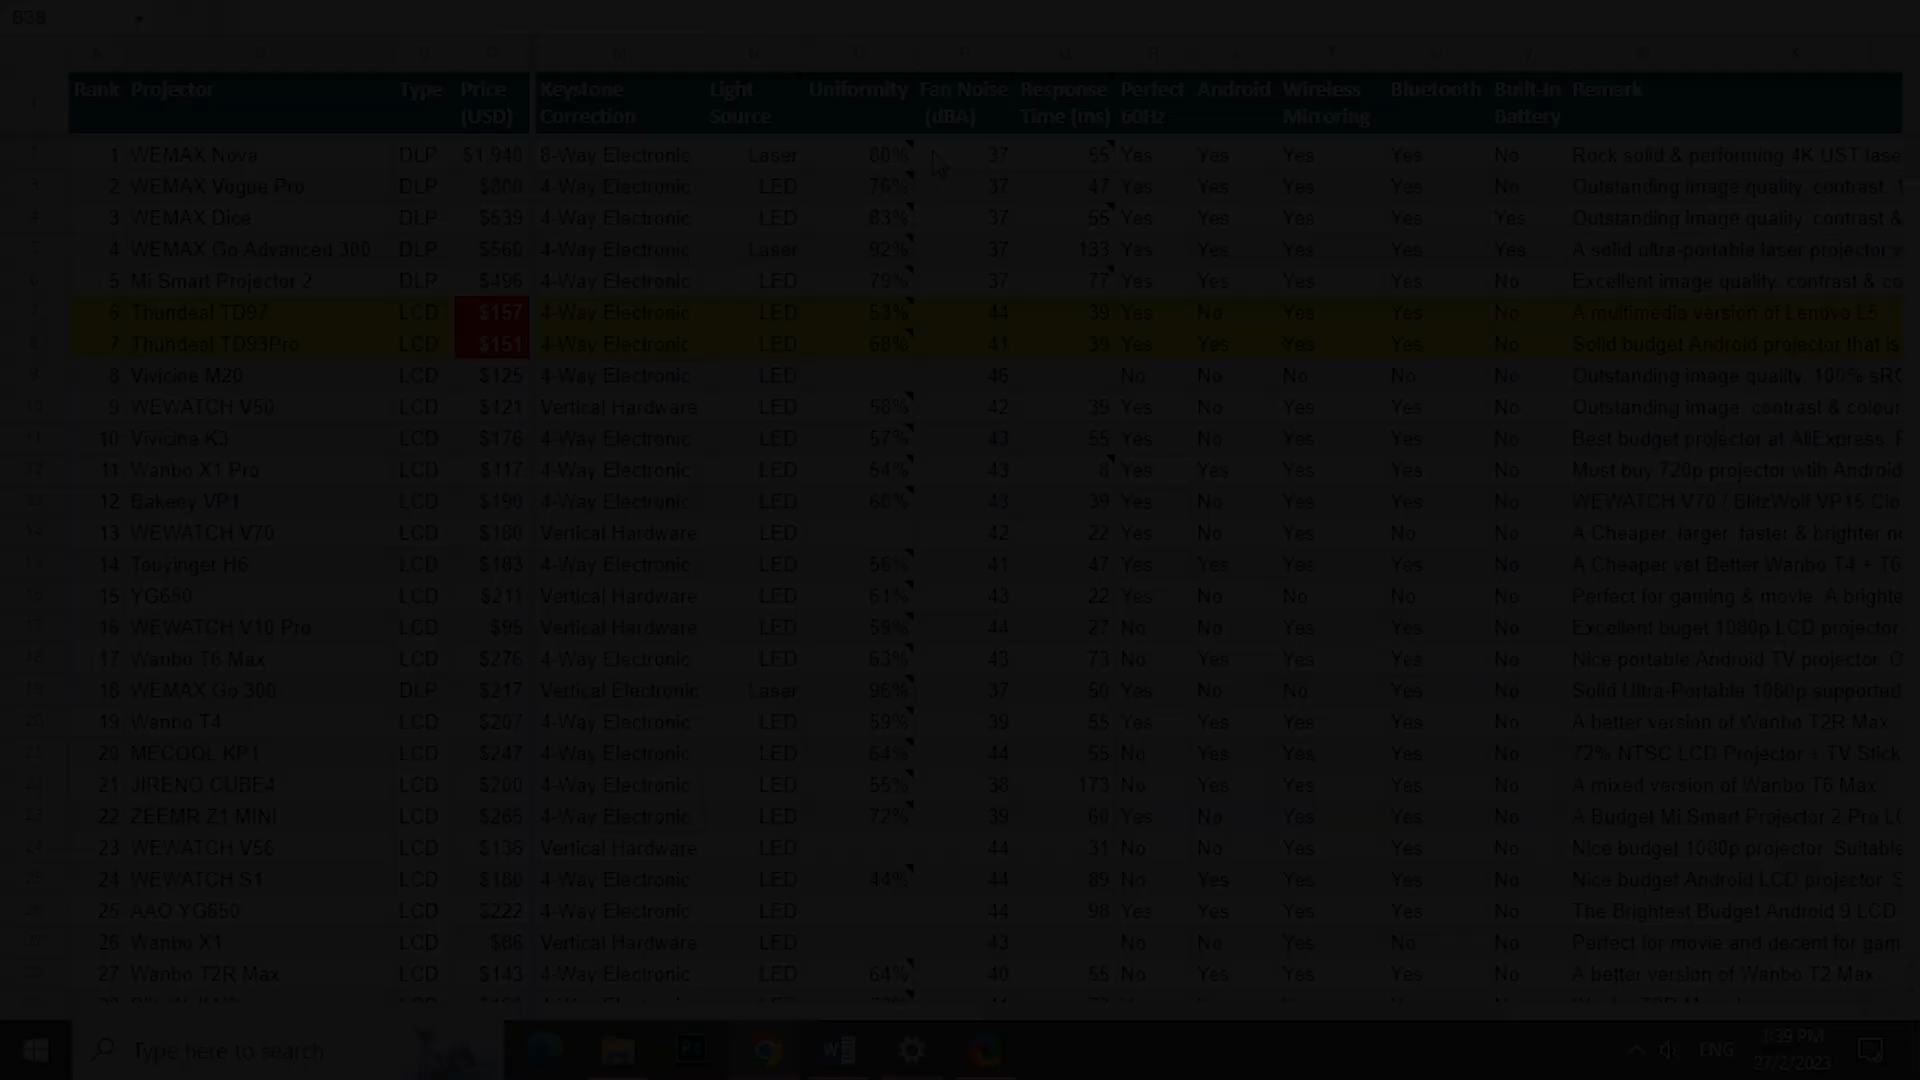 B38
Rank Projector Type Price (USD) Keystone Correction Light Source Uniformity Fan Noise (dBA) Response Time (ms) Perfect 60Hz Android Wireless Mirroring Bluetooth Built-In Battery Remark
1 WEMAX Nova DLP $1,940 8-Way Electronic Laser 80% 37 55 Yes Yes Yes Yes No Rock solid & performing 4K UST lase
2 WEMAX Vogue Pro DLP $800 4-Way Electronic LED 76% 37 47 Yes Yes Yes Yes No Outstanding image quality, contrast,
3 WEMAX Dice DLP $539 4-Way Electronic LED 83% 37 55 Yes Yes Yes Yes Yes Outstanding image quality, contrast &
4 WEMAX Go Advanced 300 DLP $560 4-Way Electronic Laser 92% 37 133 Yes Yes Yes Yes Yes A solid ultra-portable laser projector
5 Mi Smart Projector 2 DLP $496 4-Way Electronic LED 79% 37 77 Yes Yes Yes Yes No Excellent image quality, contrast & co
6 Thundeal TD97 LCD $157 4-Way Electronic LED 53% 44 39 Yes No Yes Yes No A multimedia version of Lenovo L5
7 Thundeal TD93Pro LCD $151 4-Way Electronic LED 68% 41 39 Yes Yes Yes Yes No Solid budget Android projector that is
8 Vivicine M20 LCD $125 4-Way Electronic LED 46 No No No No No Outstanding image quality, 100% sRG
9 WEWATCH V50 LCD $121 Vertical Hardware LED 58% 42 39 Yes No Yes Yes No Outstanding image, contrast & colour
10 Vivicine K3 LCD $176 4-Way Electronic LED 57% 43 55 Yes No Yes Yes No Best budget projector at AliExpress.
11 Wanbo X1 Pro LCD $117 4-Way Electronic LED 54% 43 8 Yes Yes Yes Yes No Must buy 720p projector wtih Android
12 Bakeey VP1 LCD $190 4-Way Electronic LED 60% 43 39 Yes No Yes Yes No WEWATCH V70 / BlitzWolf VP15 Clo
13 WEWATCH V70 LCD $180 Vertical Hardware LED 42 22 Yes No Yes No No A Cheaper, larger, faster & brighter
14 Touyinger H6 LCD $183 4-Way Electronic LED 56% 41 47 Yes Yes Yes Yes No A Cheaper yet Better Wanbo T4 + T6
15 YG650 LCD $211 Vertical Hardware LED 61% 43 22 Yes No No No No Perfect for gaming & movie. A brighte
16 WEWATCH V10 Pro LCD $95 Vertical Hardware LED 59% 44 27 No No Yes Yes No Excellent buget 1080p LCD projector
17 Wanbo T6 Max LCD $276 4-Way Electronic LED 63% 43 73 No Yes Yes Yes No Nice portable Android TV projector.
18 WEMAX Go 300 DLP $217 Vertical Electronic Laser 96% 37 50 Yes No No Yes No Solid Ultra-Portable 1080p supported
19 Wanbo T4 LCD $207 4-Way Electronic LED 59% 39 55 Yes Yes Yes Yes No A better version of Wanbo T2R Max
20 MECOOL KP1 LCD $247 4-Way Electronic LED 64% 44 55 No Yes Yes Yes No 72% NTSC LCD Projector + TV Stick
21 JIRENO CUBE4 LCD $200 4-Way Electronic LED 55% 38 173 No Yes Yes Yes No A mixed version of Wanbo T6 Max
22 ZEEMR Z1 MINI LCD $265 4-Way Electronic LED 72% 39 60 Yes No Yes Yes No A Budget Mi Smart Projector 2 Pro LC
23 WEWATCH V56 LCD $136 Vertical Hardware LED 44 31 No No Yes Yes No Nice budget 1080p projector. Suitable
24 WEWATCH S1 LCD $180 4-Way Electronic LED 44% 44 89 No Yes Yes Yes No Nice budget Android LCD projector.
25 AAO YG650 LCD $222 4-Way Electronic LED 44 98 Yes Yes Yes Yes No The Brightest Budget Android 9 LCD
26 Wanbo X1 LCD $86 Vertical Hardware LED 43 No No Yes No No Perfect for movie and decent for gam
27 Wanbo T2R Max LCD $143 4-Way Electronic LED 64% 40 55 No Yes Yes Yes No A better version of Wanbo T2 Max
Type here to search ENG 1:39 PM
27/2/2023